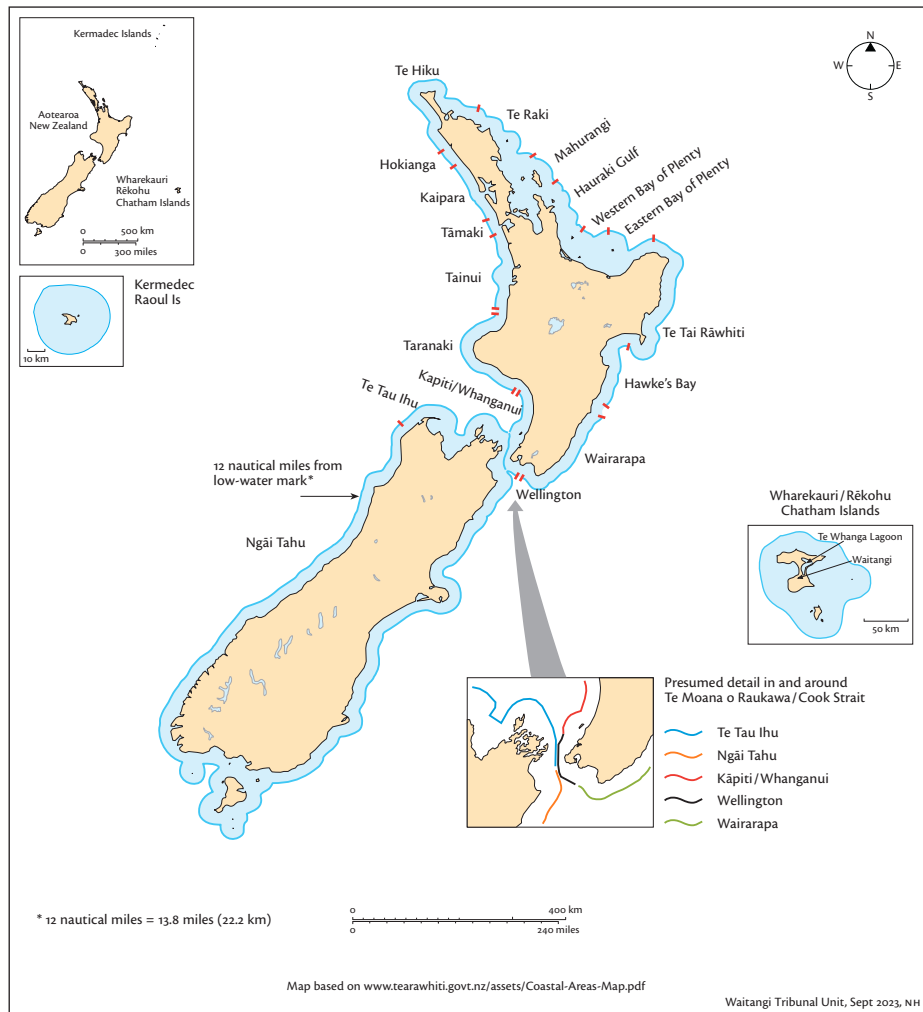 Kermadec Islands
Aotearoa
New Zealand
Wharekauri
Rēkohu
Chatham Islands
0 500 km
0 300 miles
Kermedec
Raoul Is
10 km
N
W E
S
Te Hiku
Te Raki
Mahurangi
Hauraki Gulf
Western Bay of Plenty
Eastern Bay of Plenty
Hokianga
Kaipara
Tāmaki
Tainui
Taranaki
Te Tai Rāwhiti
Hawke's Bay
Kapiti/Whanganui
Te Tau Ihu
Wairarapa
Wellington
12 nautical miles from
low-water mark*
Ngāi Tahu
Wharekauri/Rēkohu
Chatham Islands
Te Whanga Lagoon
Waitangi
50 km
Presumed detail in and around
Te Moana o Raukawa/Cook Strait
Te Tau Ihu
Ngāi Tahu
Kāpiti/Whanganui
Wellington
Wairarapa
* 12 nautical miles = 13.8 miles (22.2 km)
0 400 km
0 240 miles
Map based on www.tearawhiti.govt.nz/assets/Coastal-Areas-Map.pdf
Waitangi Tribunal Unit, Sept 2023, NH